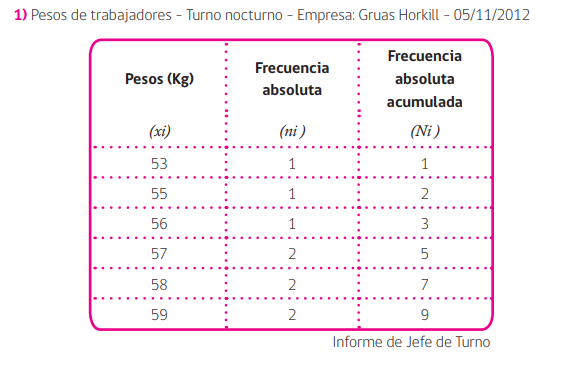 1) Pesos de trabajadores - Turno nocturno - Empresa: Gruas Horkill - 05/11/2012
Pesos (Kg) Frecuencia absoluta Frecuencia absoluta acumulada
(xi) (ni) (Ni)
53 1 1
55 1 2
56 1 3
57 2 5
58 2 7
59 2 9
Informe de Jefe de Turno